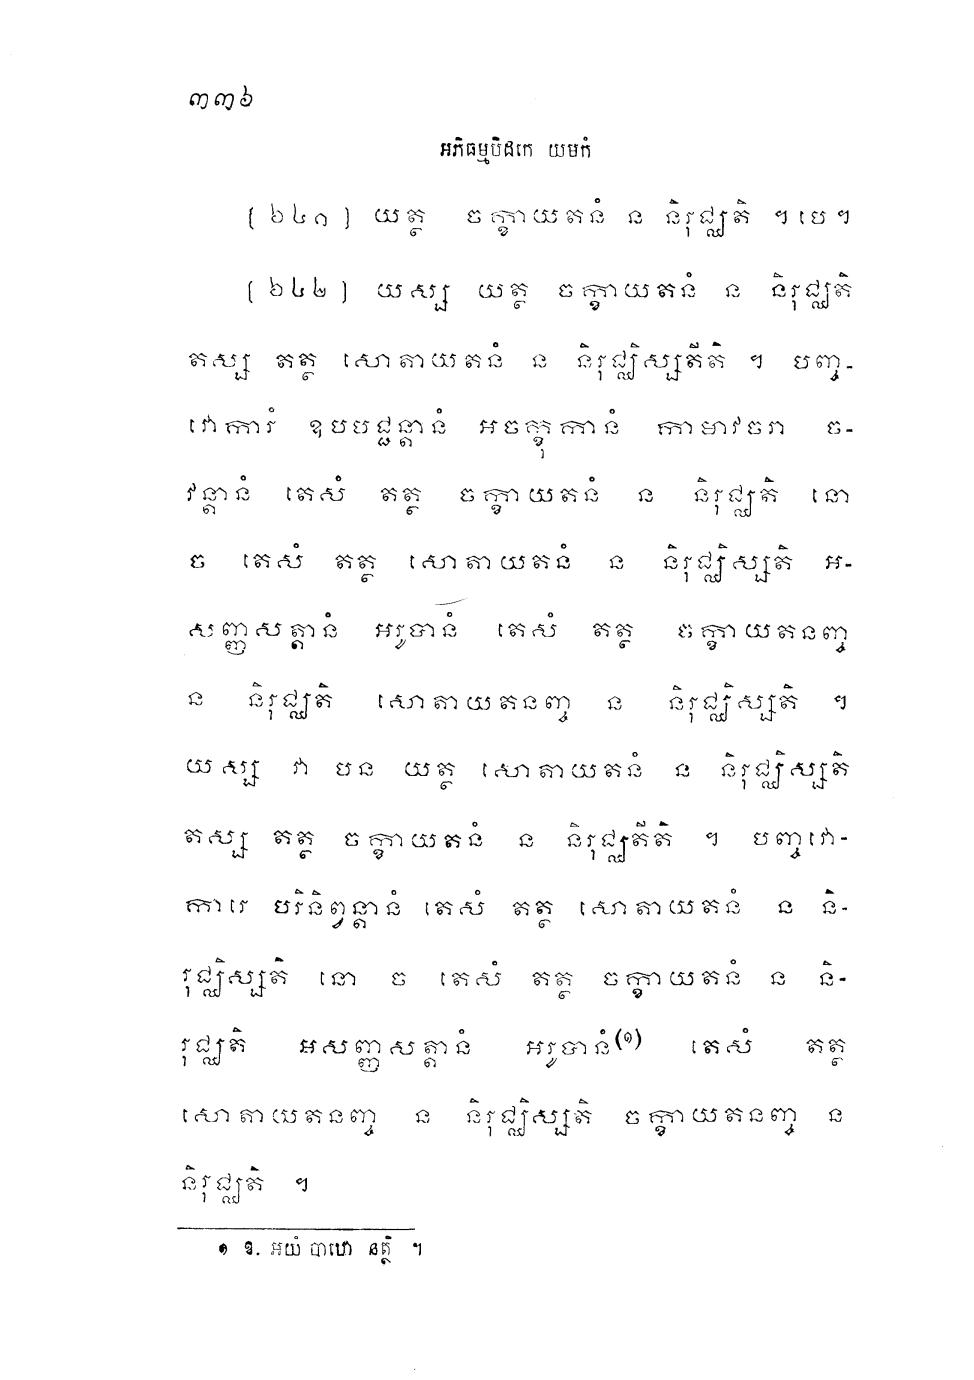 ៣៣៦
អភិធម្មបិដកេ យមកំ
[ ៦៤១ ] យត្ថ ចក្ខាយតនំ ន និរុជ្ឈតិ ។ បេ ។
[ ៦៤២ ] យស្ស យត្ថ ចក្ខាយតនំ ន និរុជ្ឈតិ
តស្ស តត្ថ សោតាយតនំ ន និរុជ្ឈិស្សតីតិ ។ បញ្ច-
វោការំ ឧបបជ្ជន្តានំ អចក្ខុកានំ កាមាវចរា ច-
វន្តានំ តេសំ តត្ថ ចក្ខាយតនំ ន និរុជ្ឈតិ នោ
ច តេសំ តត្ថ សោតាយតនំ ន និរុជ្ឈិស្សតិ អ-
សញ្ញសត្តានំ អរូបានំ តេសំ តត្ថ ចក្ខាយតនញ្ច
ន និរុជ្ឈតិ សោតាយតនញ្ច ន និរុជ្ឈិស្សតិ ។
យស្ស វា បន យត្ថ សោតាយតនំ ន និរុជ្ឈិស្សតិ
តស្ស តត្ថ ចក្ខាយតនំ ន និរុជ្ឈតីតិ ។ បញ្ចវោ-
ការេ បរិនិព្វន្តានំ តេសំ តត្ថ សោតាយតនំ ន និ-
រុជ្ឈិស្សតិ នោ ច តេសំ តត្ថ ចក្ខាយតនំ ន និ-
រុជ្ឈតិ អសញ្ញសត្តានំ អរូបានំ(១) តេសំ តត្ថ
សោតាយតនញ្ច ន និរុជ្ឈិស្សតិ ចក្ខាយតនញ្ច ន
និរុជ្ឈតិ ។
១ ឱ. អយំ បាឋោ នត្ថិ ។